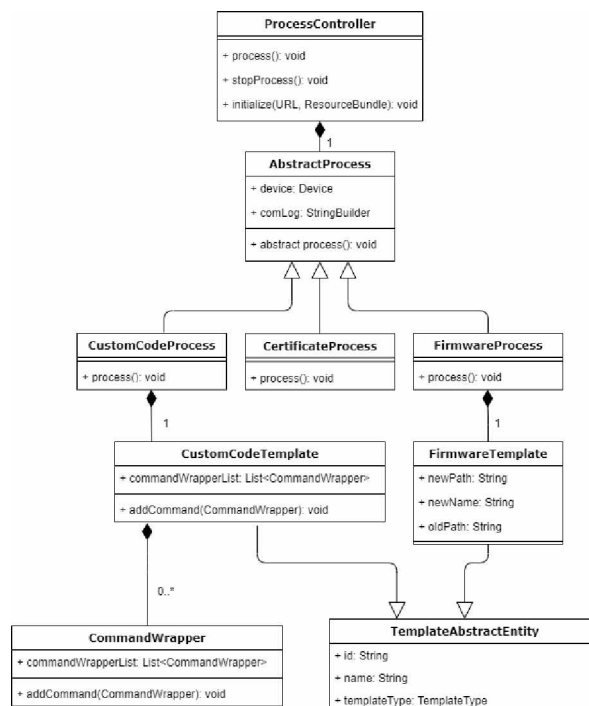 ProcessController
+ process(): void
+ stopProcess(): void
+ initialize(URL, ResourceBundle): void
1
AbstractProcess
+ device: Device
+ comLog: StringBuilder
+ abstract process(): void
CustomCodeProcess
+ process(): void
CertificateProcess
+ process(): void
FirmwareProcess
+ process(): void
1
1
CustomCodeTemplate
+ commandWrapperList: List<CommandWrapper>
+ addCommand(CommandWrapper): void
FirmwareTemplate
+ newPath: String
+ newName: String
+ oldPath: String
0..*
CommandWrapper
+ commandWrapperList: List<CommandWrapper>
+ addCommand(CommandWrapper): void
TemplateAbstractEntity
+ id: String
+ name: String
+ templateType: TemplateType